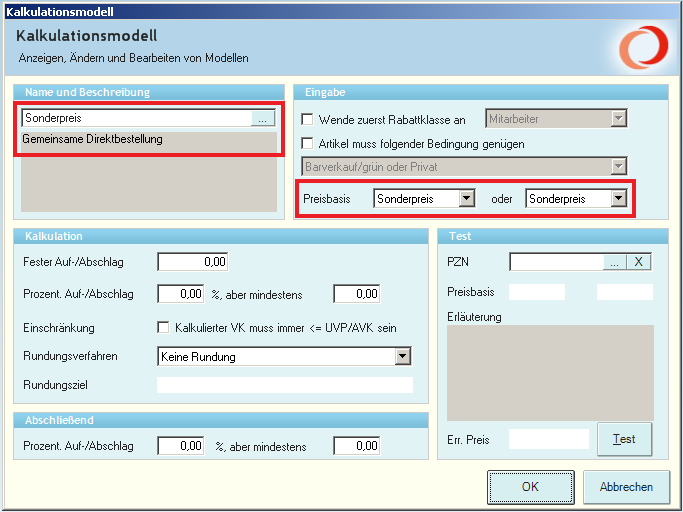 Kalkulationsmodell
Kalkulationsmodell
Anzeigen, Ändern und Bearbeiten von Modellen
Name und Beschreibung
Sonderpreis ...
Gemeinsame Direktbestellung
Eingabe
Wende zuerst Rabattklasse an Mitarbeiter
Artikel muss folgender Bedingung genügen
Barverkauf/grün oder Privat
Preisbasis Sonderpreis oder Sonderpreis
Kalkulation
Fester Auf-/Abschlag 0,00
Prozent. Auf-/Abschlag 0,00 %, aber mindestens 0,00
Einschränkung Kalkulierter VK muss immer <= UVP/AVK sein
Rundungsverfahren Keine Rundung
Rundungsziel
Abschließend
Prozent. Auf-/Abschlag 0,00 %, aber mindestens 0,00
Test
PZN ... X
Preisbasis
Erläuterung
Err. Preis Test
OK Abbrechen